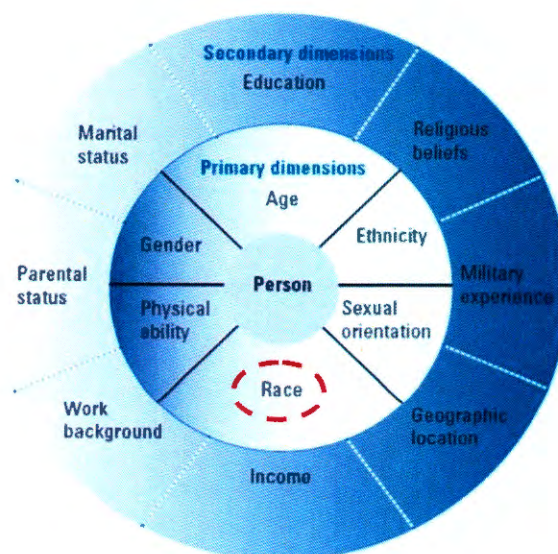 Secondary dimensions
Education
Marital
status
Religious
beliefs
Primary dimensions
Age
Gender
Ethnicity
Parental
status
Person
Military
experience
Physical
ability
Sexual
orientation
Race
Work
background
Geographic
location
Income